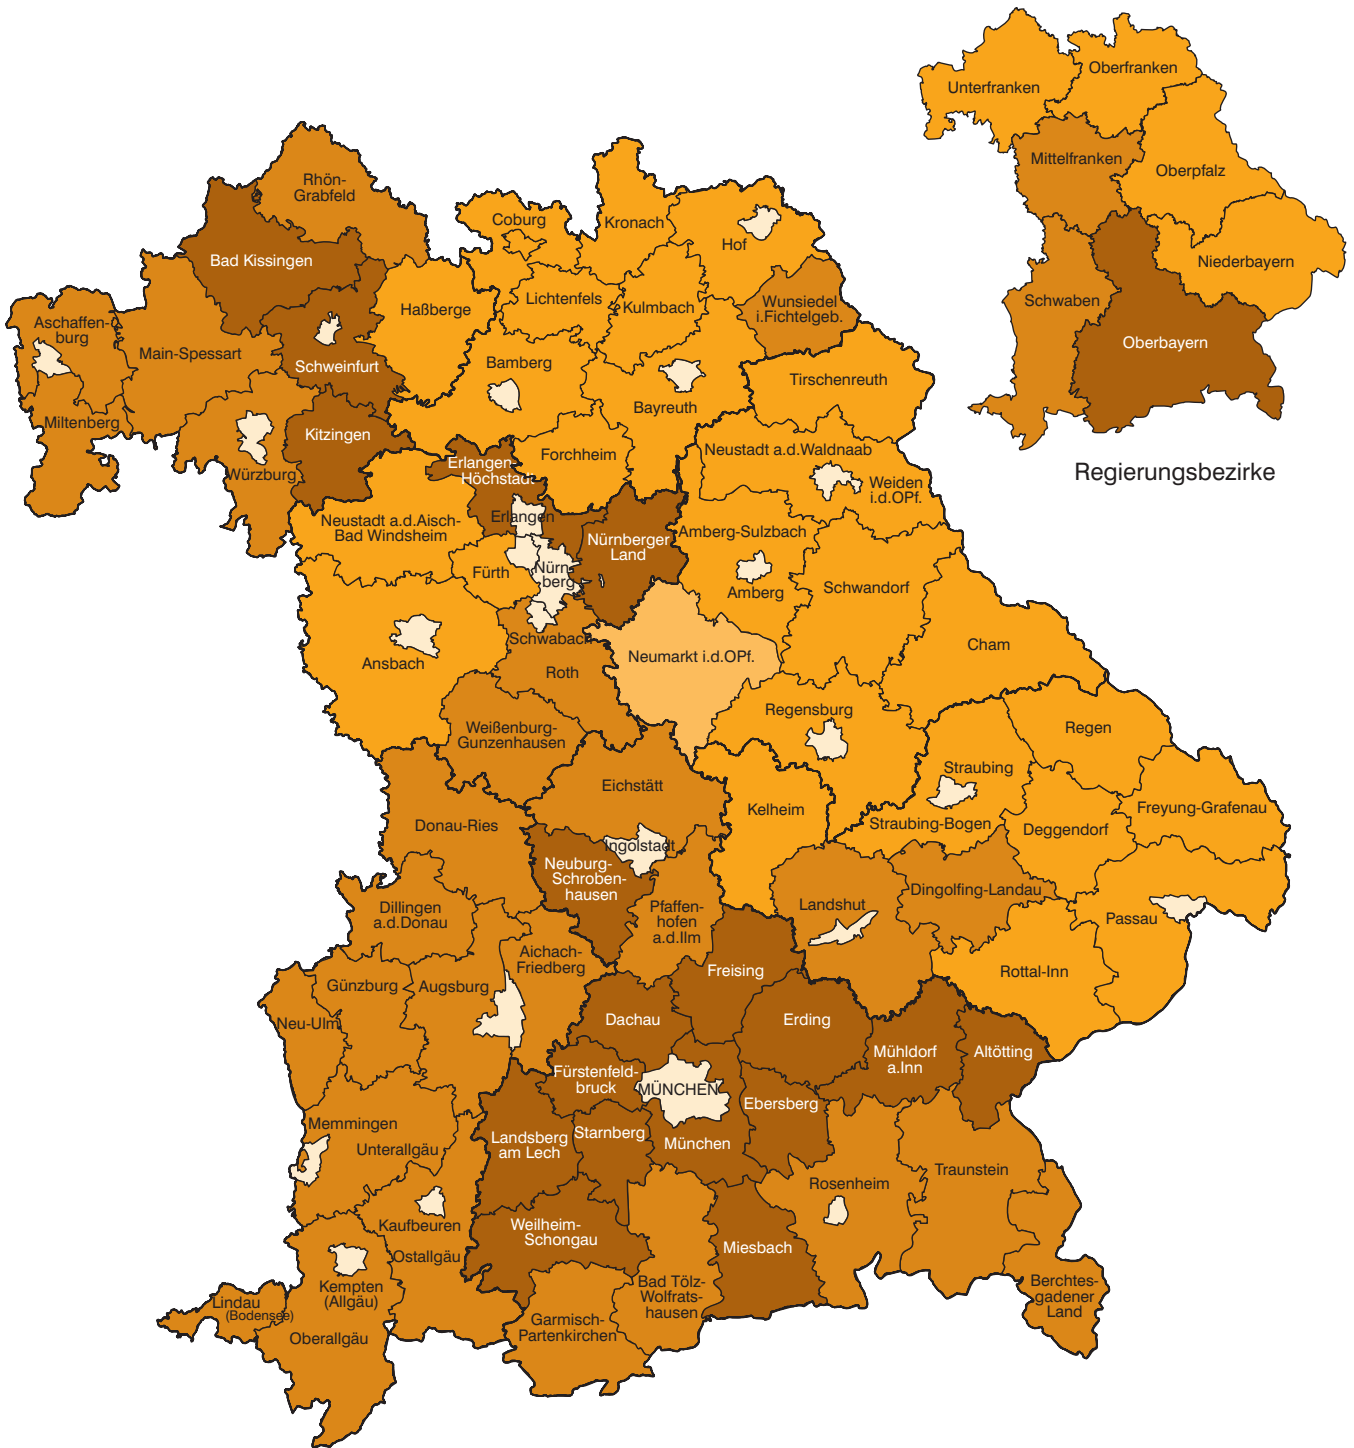 Unterfranken
Oberfranken
Mittelfranken
Oberpfalz
Niederbayern
Schwaben
Oberbayern
Regierungsbezirke
Rhön-
Grabfeld
Coburg
Kronach
Hof
Bad Kissingen
Haßberge
Lichtenfels
Kulmbach
Wunsiedel
i.Fichtelgeb.
Aschaffen-
burg
Main-Spessart
Schweinfurt
Bamberg
Bayreuth
Tirschenreuth
Miltenberg
Kitzingen
Würzburg
Erlangen-
Höchstadt
Forchheim
Neustadt a.d.Waldnaab
Weiden
i.d.OPf.
Neustadt a.d.Aisch-
Bad Windsheim
Erlangen
Nürnberger
Land
Amberg-Sulzbach
Fürth
Nürn-
berg
Amberg
Schwandorf
Ansbach
Schwabach
Roth
Neumarkt i.d.OPf.
Cham
Weißenburg-
Gunzenhausen
Regensburg
Regen
Eichstätt
Kelheim
Straubing
Straubing-Bogen
Deggendorf
Freyung-Grafenau
Donau-Ries
Ingolstadt
Neuburg-
Schroben-
hausen
Pfaffen-
hofen
a.d.Ilm
Landshut
Dingolfing-Landau
Passau
Dillingen
a.d.Donau
Aichach-
Friedberg
Freising
Rottal-Inn
Günzburg
Augsburg
Neu-Ulm
Dachau
Erding
Mühldorf
a.Inn
Altötting
Fürstenfeld-
bruck
MÜNCHEN
Ebersberg
Memmingen
Unterallgäu
Landsberg
am Lech
Starnberg
München
Rosenheim
Traunstein
Kaufbeuren
Ostallgäu
Weilheim-
Schongau
Miesbach
Kempten
(Allgäu)
Bad Tölz-
Wolfrats-
hausen
Berchtes-
gadener
Land
Lindau
(Bodensee)
Oberallgäu
Garmisch-
Partenkirchen